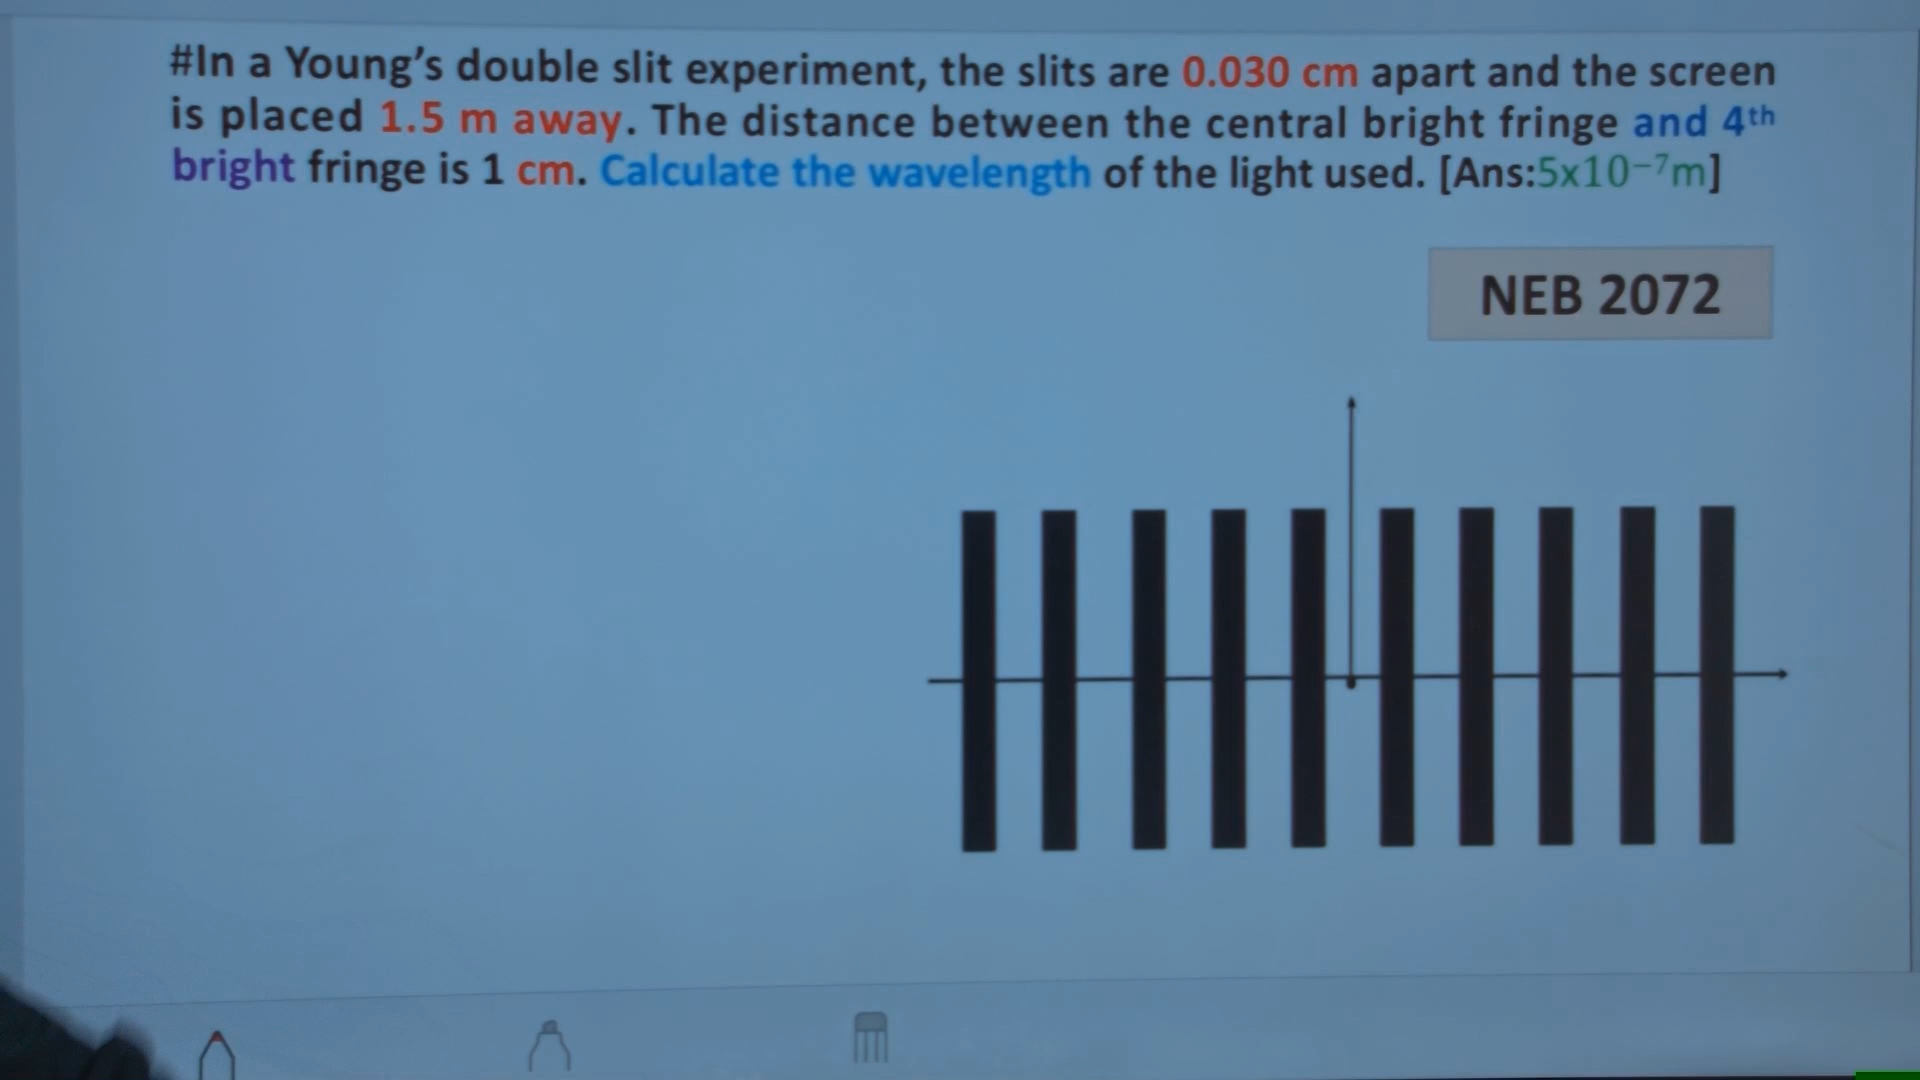 #In a Young's double slit experiment, the slits are 0.030 cm apart and the screen
is placed 1.5 m away. The distance between the central bright fringe and 4ᵗʰ
bright fringe is 1 cm. Calculate the wavelength of the light used. [Ans:5x10⁻⁷m]
NEB 2072